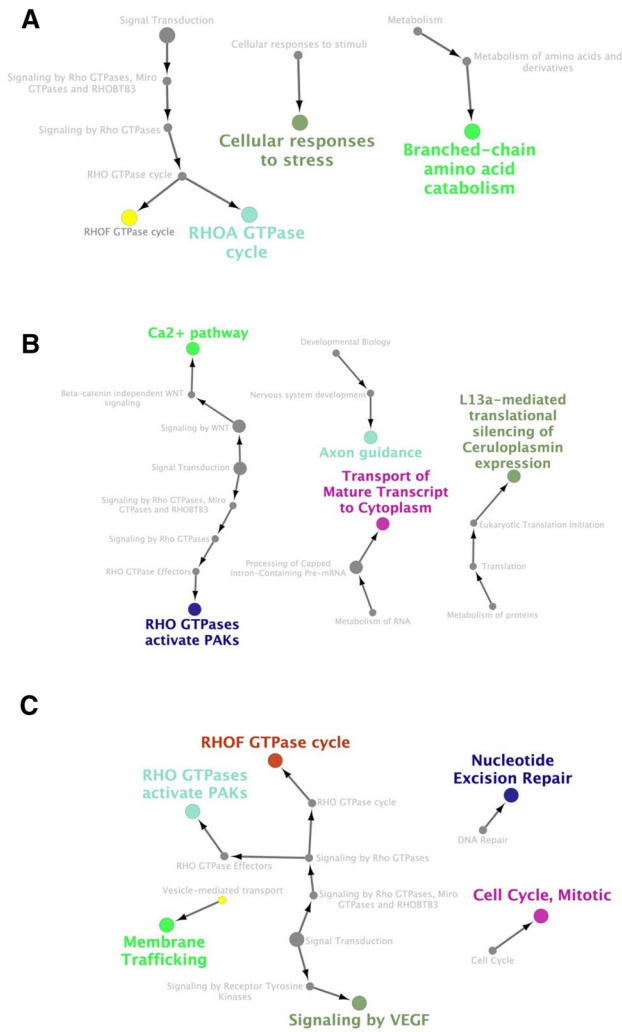 A
Signal Transduction
Signaling by Rho GTPases, Miro
GTPases and RHOBTB3
Signaling by Rho GTPases
RHO GTPase cycle
RHOF GTPase cycle
RHOA GTPase
cycle
Cellular responses to stimuli
Cellular responses
to stress
Metabolism
Metabolism of amino acids and
derivatives
Branched-chain
amino acid
catabolism
B
Ca2+ pathway
Beta-catenin independent WNT
signaling
Signaling by WNT
Signal Transduction
Signaling by Rho GTPases, Miro
GTPases and RHOBTB3
Signaling by Rho GTPases
RHO GTPase Effectors
RHO GTPases
activate PAKs
Developmental Biology
Nervous system development
Axon guidance
Transport of
Mature Transcript
to Cytoplasm
Processing of Capped
Intron-Containing Pre-mRNA
Metabolism of RNA
L13a-mediated
translational
silencing of
Ceruloplasmin
expression
Eukaryotic Translation Initiation
Translation
Metabolism of proteins
C
RHOF GTPase cycle
RHO GTPases
activate PAKs
RHO GTPase cycle
RHO GTPase Effectors
Signaling by Rho GTPases
Vesicle-mediated transport
Signaling by Rho GTPases, Miro
GTPases and RHOBTB3
Membrane
Trafficking
Signal Transduction
Signaling by Receptor Tyrosine
Kinases
Signaling by VEGF
Nucleotide
Excision Repair
DNA Repair
Cell Cycle, Mitotic
Cell Cycle